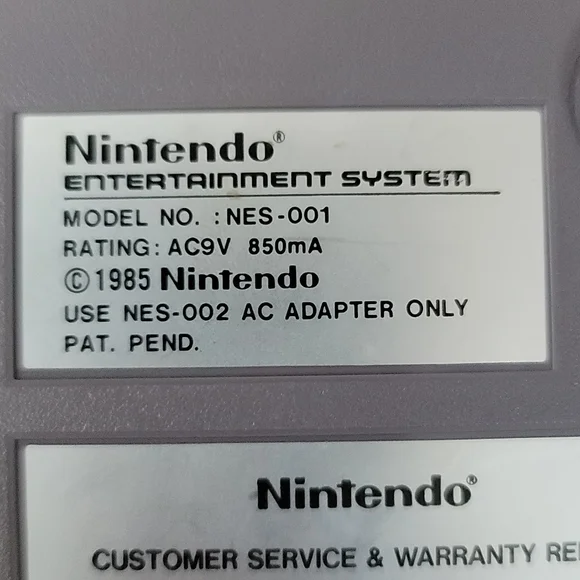 Nintendo®
ENTERTAINMENT SYSTEM
MODEL NO. : NES-001
RATING: AC9V 850mA
© 1985 Nintendo
USE NES-002 AC ADAPTER ONLY
PAT. PEND.
Nintendo®
CUSTOMER SERVICE & WARRANTY